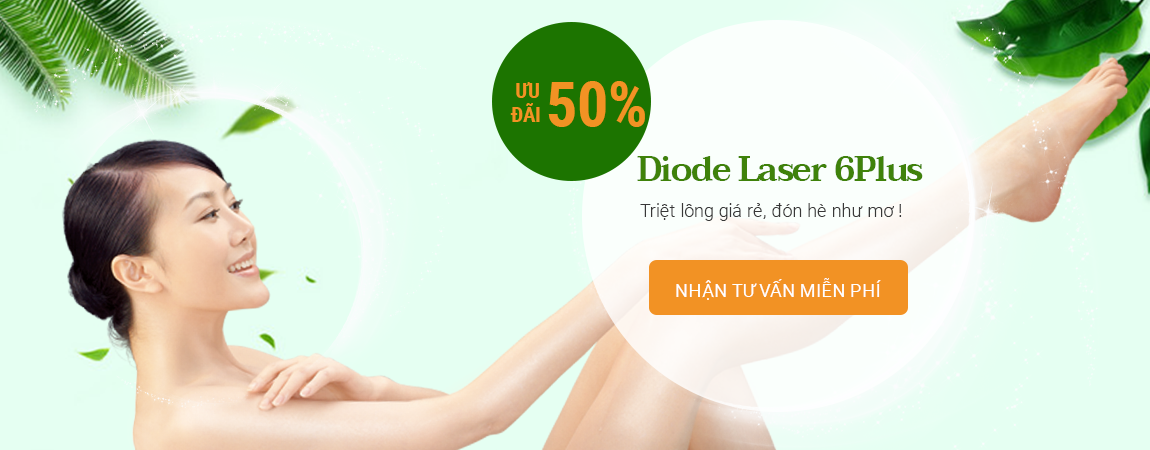 ƯU
ĐÃI 50%
Diode Laser 6Plus
Triệt lông giá rẻ, đón hè như mơ !
NHẬN TƯ VẤN MIỄN PHÍ